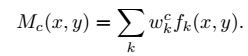 $M_c(x, y) = \sum_k w_k^c f_k(x, y).$